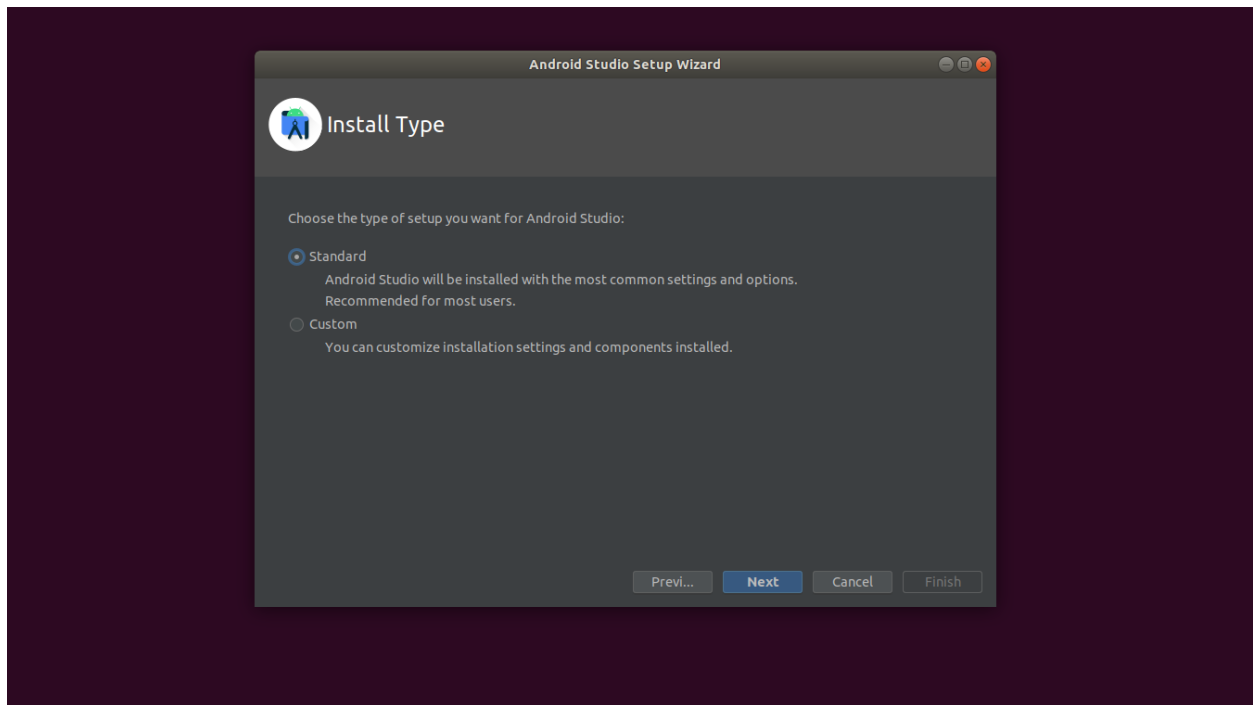 Android Studio Setup Wizard
Install Type
Choose the type of setup you want for Android Studio:
Standard
Android Studio will be installed with the most common settings and options.
Recommended for most users.
Custom
You can customize installation settings and components installed.
Previ... Next Cancel Finish